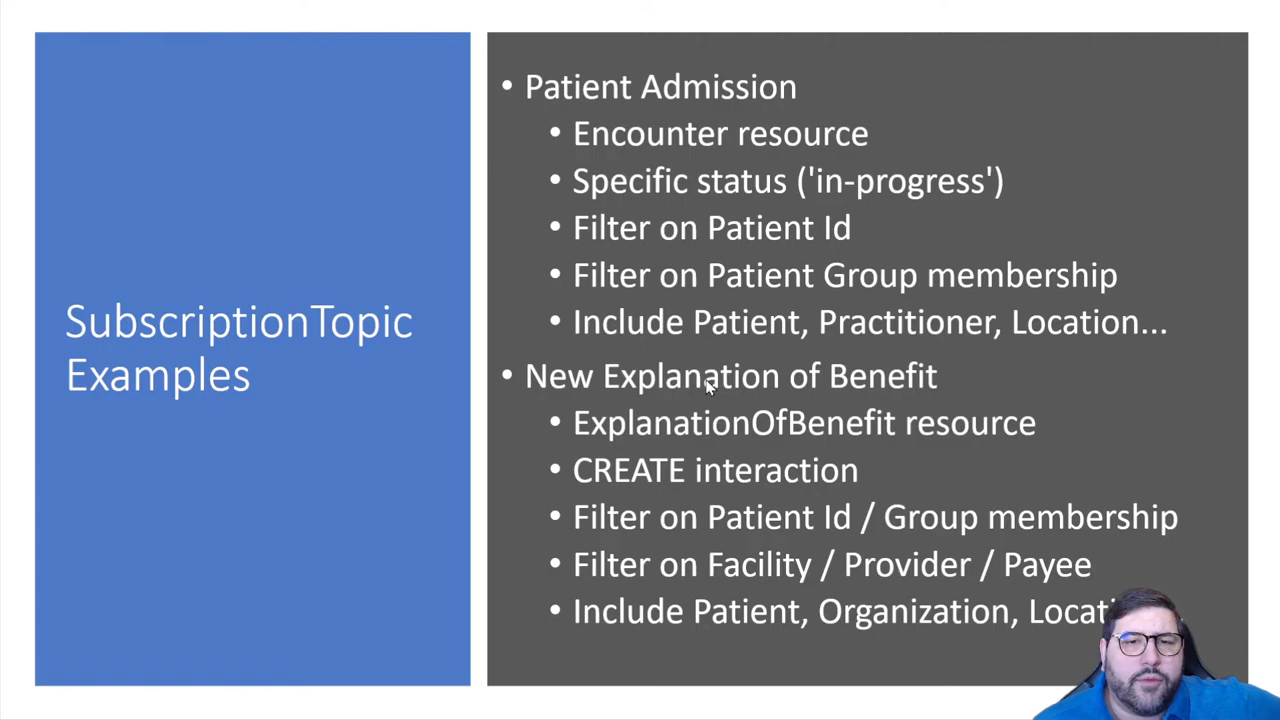 SubscriptionTopic
Examples
• Patient Admission
• Encounter resource
• Specific status ('in-progress')
• Filter on Patient Id
• Filter on Patient Group membership
• Include Patient, Practitioner, Location...
• New Explanation of Benefit
• ExplanationOfBenefit resource
• CREATE interaction
• Filter on Patient Id / Group membership
• Filter on Facility / Provider / Payee
• Include Patient, Organization,